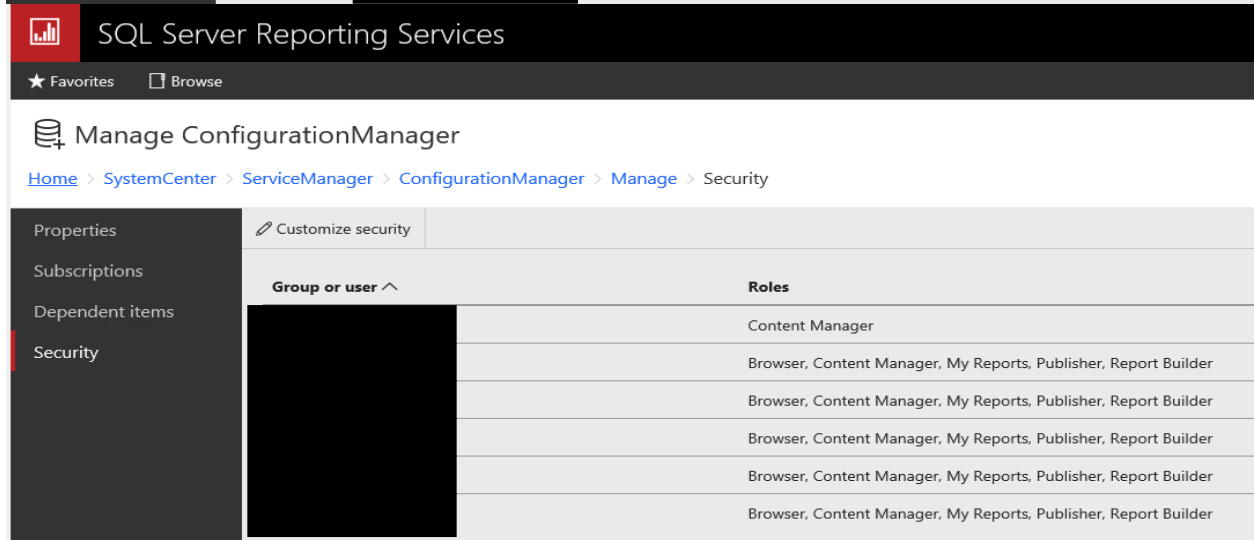 SQL Server Reporting Services
Favorites Browse
Manage ConfigurationManager
Home > SystemCenter > ServiceManager > ConfigurationManager > Manage > Security
Properties
Subscriptions
Dependent items
Security
Customize security
Group or user Roles
Content Manager
Browser, Content Manager, My Reports, Publisher, Report Builder
Browser, Content Manager, My Reports, Publisher, Report Builder
Browser, Content Manager, My Reports, Publisher, Report Builder
Browser, Content Manager, My Reports, Publisher, Report Builder
Browser, Content Manager, My Reports, Publisher, Report Builder